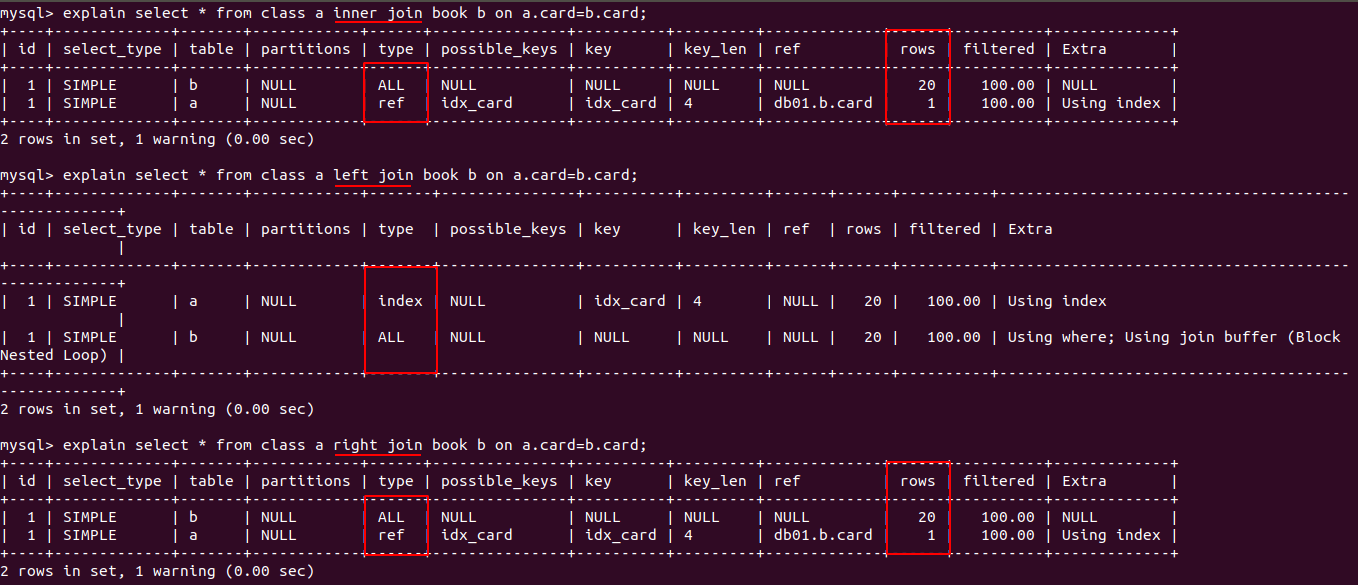 mysql> explain select * from class a inner join book b on a.card=b.card;
+----+-------------+-------+------------+------+---------------+----------+---------+-------------+------+----------+-------------+
| id | select_type | table | partitions | type | possible_keys | key      | key_len | ref         | rows | filtered | Extra       |
+----+-------------+-------+------------+------+---------------+----------+---------+-------------+------+----------+-------------+
|  1 | SIMPLE      | b     | NULL       | ALL  | NULL          | NULL     | NULL    | NULL        |   20 |   100.00 | NULL        |
|  1 | SIMPLE      | a     | NULL       | ref  | idx_card      | idx_card | 4       | db01.b.card |    1 |   100.00 | Using index |
+----+-------------+-------+------------+------+---------------+----------+---------+-------------+------+----------+-------------+
2 rows in set, 1 warning (0.00 sec)

mysql> explain select * from class a left join book b on a.card=b.card;
+----+-------------+-------+------------+-------+---------------+----------+---------+------+------+----------+---------------------------------------
-------------+
| id | select_type | table | partitions | type  | possible_keys | key      | key_len | ref  | rows | filtered | Extra
             |
+----+-------------+-------+------------+-------+---------------+----------+---------+------+------+----------+---------------------------------------
-------------+
|  1 | SIMPLE      | a     | NULL       | index | NULL          | idx_card | 4       | NULL |   20 |   100.00 | Using index
             |
|  1 | SIMPLE      | b     | NULL       | ALL   | NULL          | NULL     | NULL    | NULL |   20 |   100.00 | Using where; Using join buffer (Block
Nested Loop) |
+----+-------------+-------+------------+-------+---------------+----------+---------+------+------+----------+---------------------------------------
-------------+
2 rows in set, 1 warning (0.00 sec)

mysql> explain select * from class a right join book b on a.card=b.card;
+----+-------------+-------+------------+------+---------------+----------+---------+-------------+------+----------+-------------+
| id | select_type | table | partitions | type | possible_keys | key      | key_len | ref         | rows | filtered | Extra       |
+----+-------------+-------+------------+------+---------------+----------+---------+-------------+------+----------+-------------+
|  1 | SIMPLE      | b     | NULL       | ALL  | NULL          | NULL     | NULL    | NULL        |   20 |   100.00 | NULL        |
|  1 | SIMPLE      | a     | NULL       | ref  | idx_card      | idx_card | 4       | db01.b.card |    1 |   100.00 | Using index |
+----+-------------+-------+------------+------+---------------+----------+---------+-------------+------+----------+-------------+
2 rows in set, 1 warning (0.00 sec)